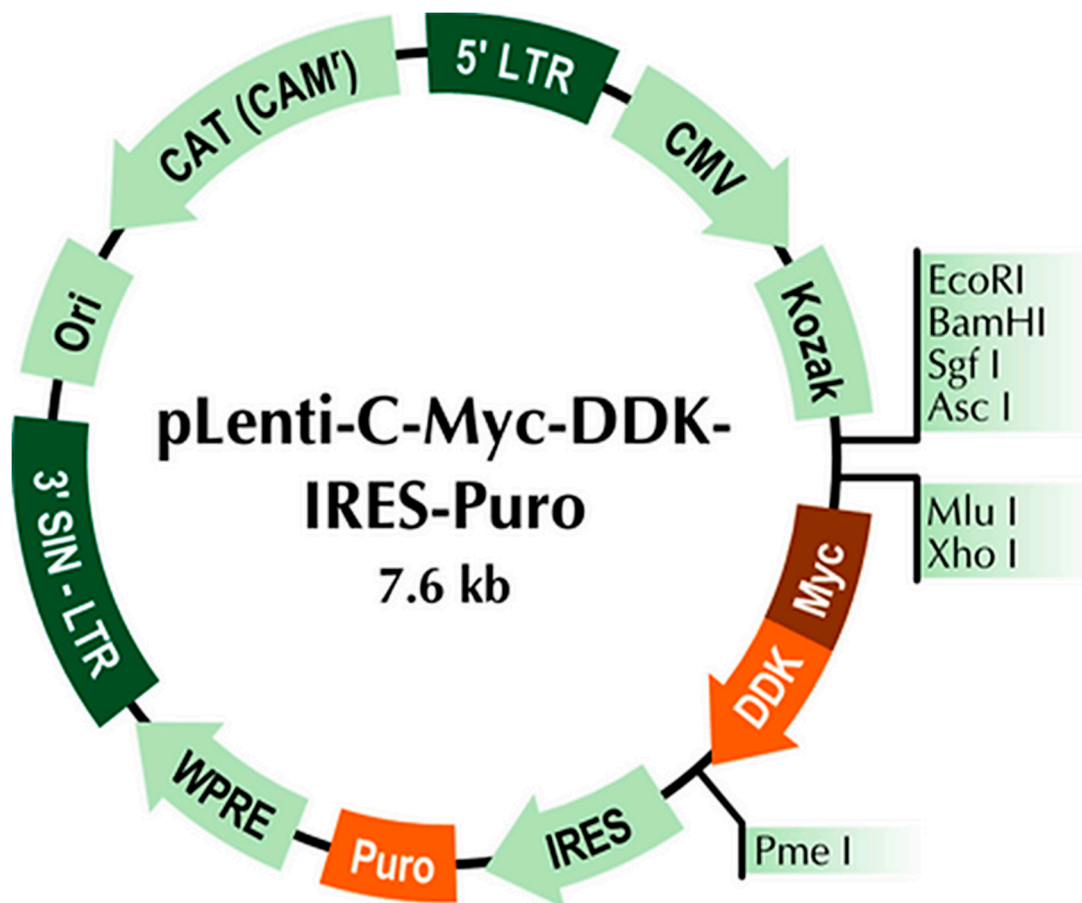 5' LTR
CMV
Kozak
EcoRI
BamHI
Sgf I
Asc I
Mlu I
Xho I
Myc
DDK
Pme I
IRES
Puro
WPRE
3' SIN - LTR
Ori
CAT (CAMʳ)
pLenti-C-Myc-DDK-
IRES-Puro
7.6 kb